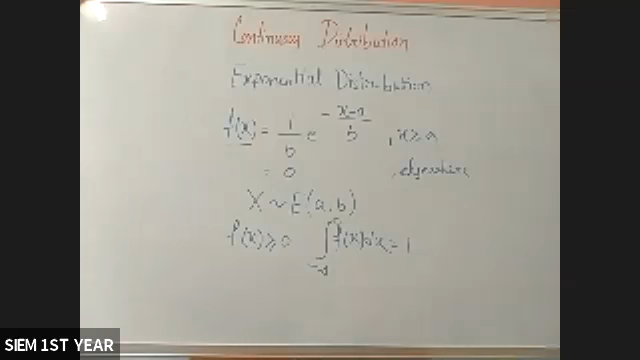 Continuous Distribution
Exponential Distribution
f(x) = 1/b e^{-(x-a)/b} , x ≥ a
= 0 , elsewhere
X ~ E(a, b)
f(x) ≥ 0 ∫_{-∞}^{∞} f(x) dx = 1
SIEM 1ST YEAR